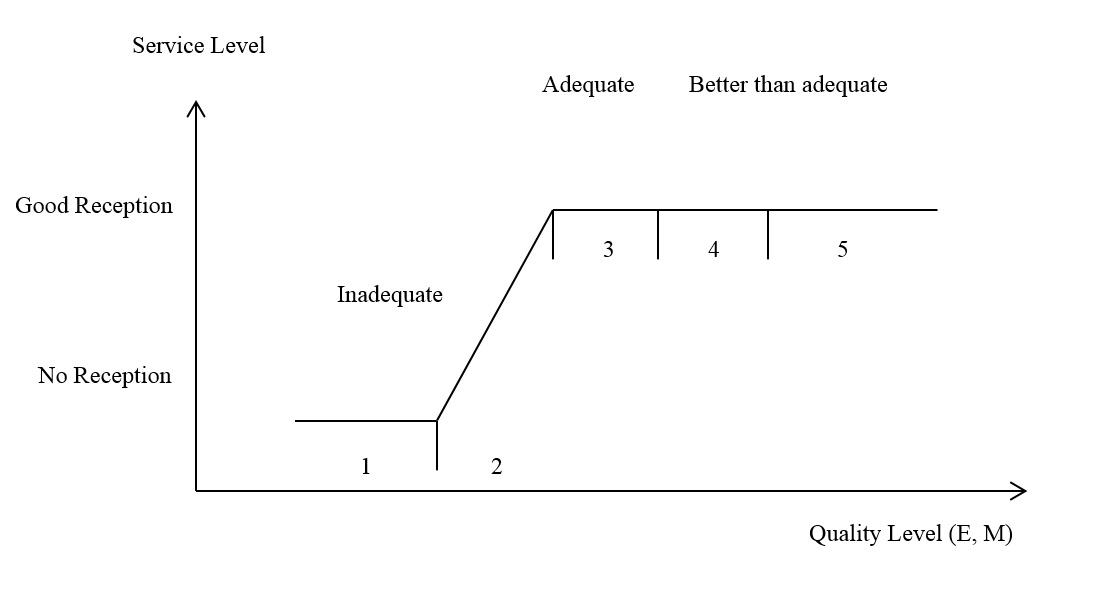 Service Level
Adequate
Better than adequate
Good Reception
3
4
5
Inadequate
No Reception
1
2
Quality Level (E, M)